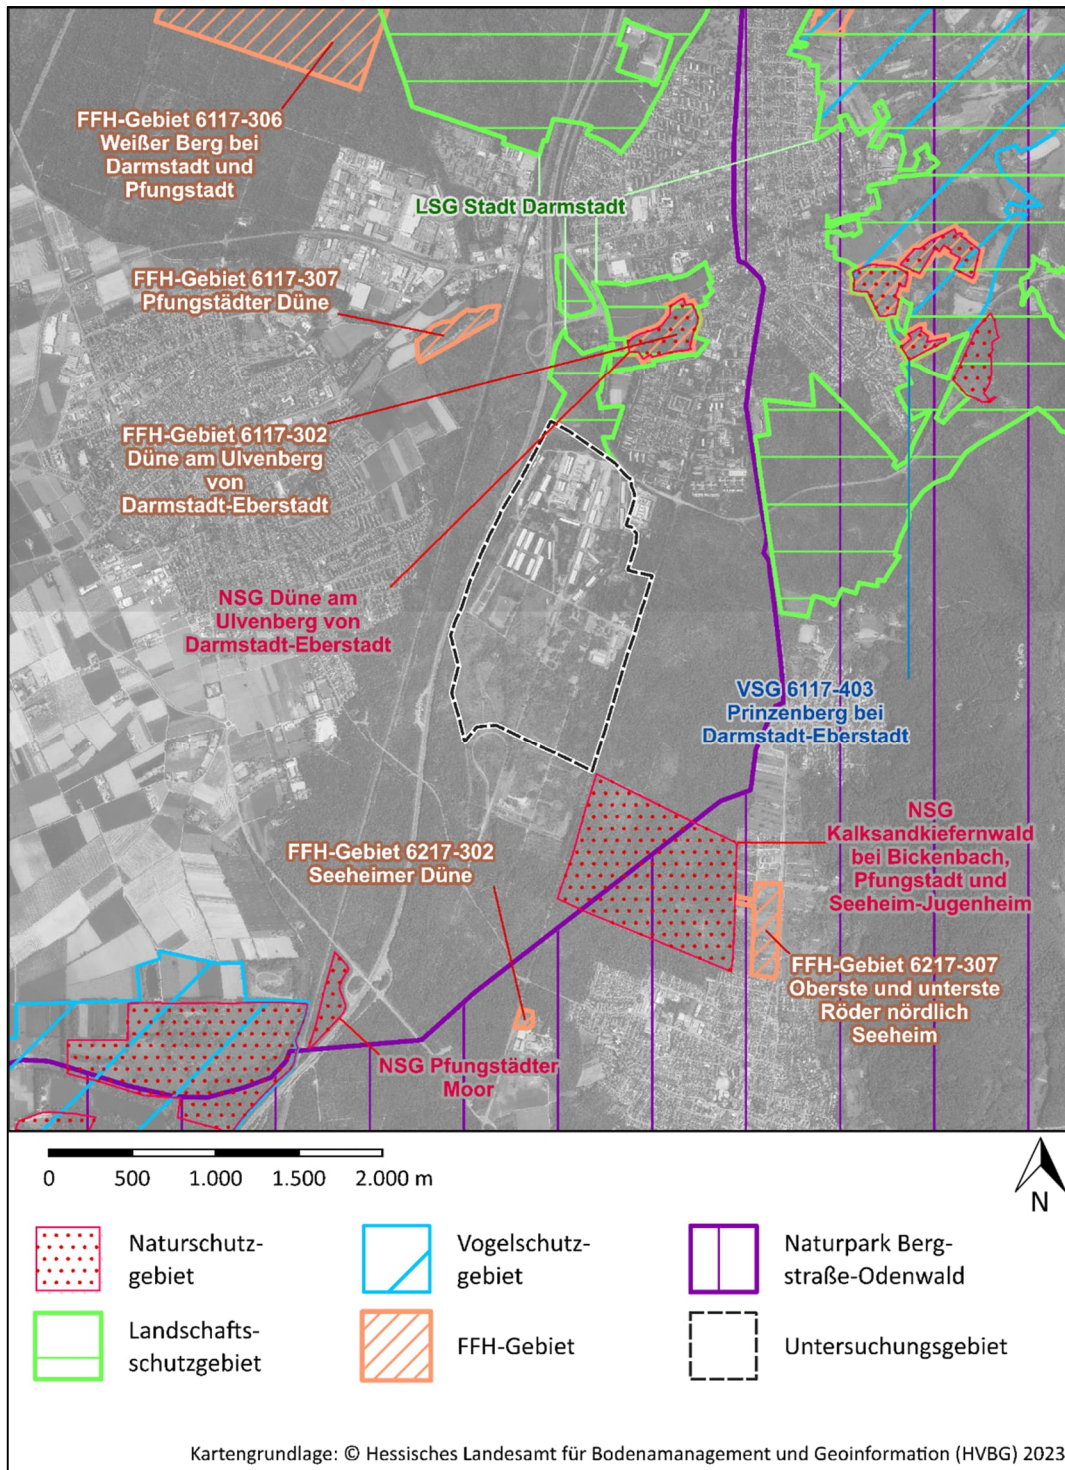 FFH-Gebiet 6117-306
Weißer Berg bei
Darmstadt und
Pfungstadt
LSG Stadt Darmstadt
FFH-Gebiet 6117-307
Pfungstädter Düne
FFH-Gebiet 6117-302
Düne am Ulvenberg
von
Darmstadt-Eberstadt
NSG Düne am
Ulvenberg von
Darmstadt-Eberstadt
VSG 6117-403
Prinzenberg bei
Darmstadt-Eberstadt
NSG
Kalksandkiefernwald
bei Bickenbach,
Pfungstadt und
Seeheim-Jugenheim
FFH-Gebiet 6217-302
Seeheimer Düne
FFH-Gebiet 6217-307
Oberste und unterste
Röder nördlich
Seeheim
NSG Pfungstädter
Moor
0 500 1.000 1.500 2.000 m
N
Naturschutz-
gebiet
Vogelschutz-
gebiet
Naturpark Berg-
straße-Odenwald
Landschafts-
schutzgebiet
FFH-Gebiet
Untersuchungsgebiet
Kartengrundlage: © Hessisches Landesamt für Bodenamanagement und Geoinformation (HVBG) 2023